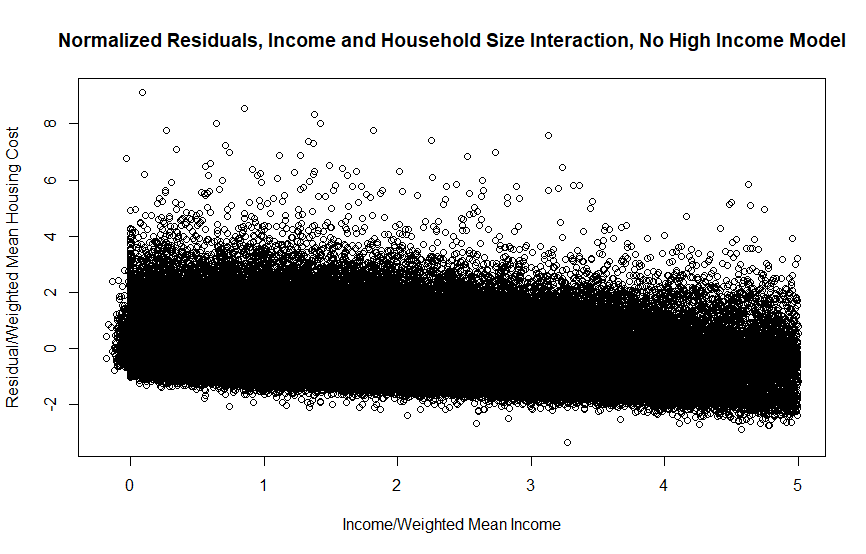 Normalized Residuals, Income and Household Size Interaction, No High Income Model
Residual/Weighted Mean Housing Cost
8
6
4
2
0
-2
0 1 2 3 4 5
Income/Weighted Mean Income